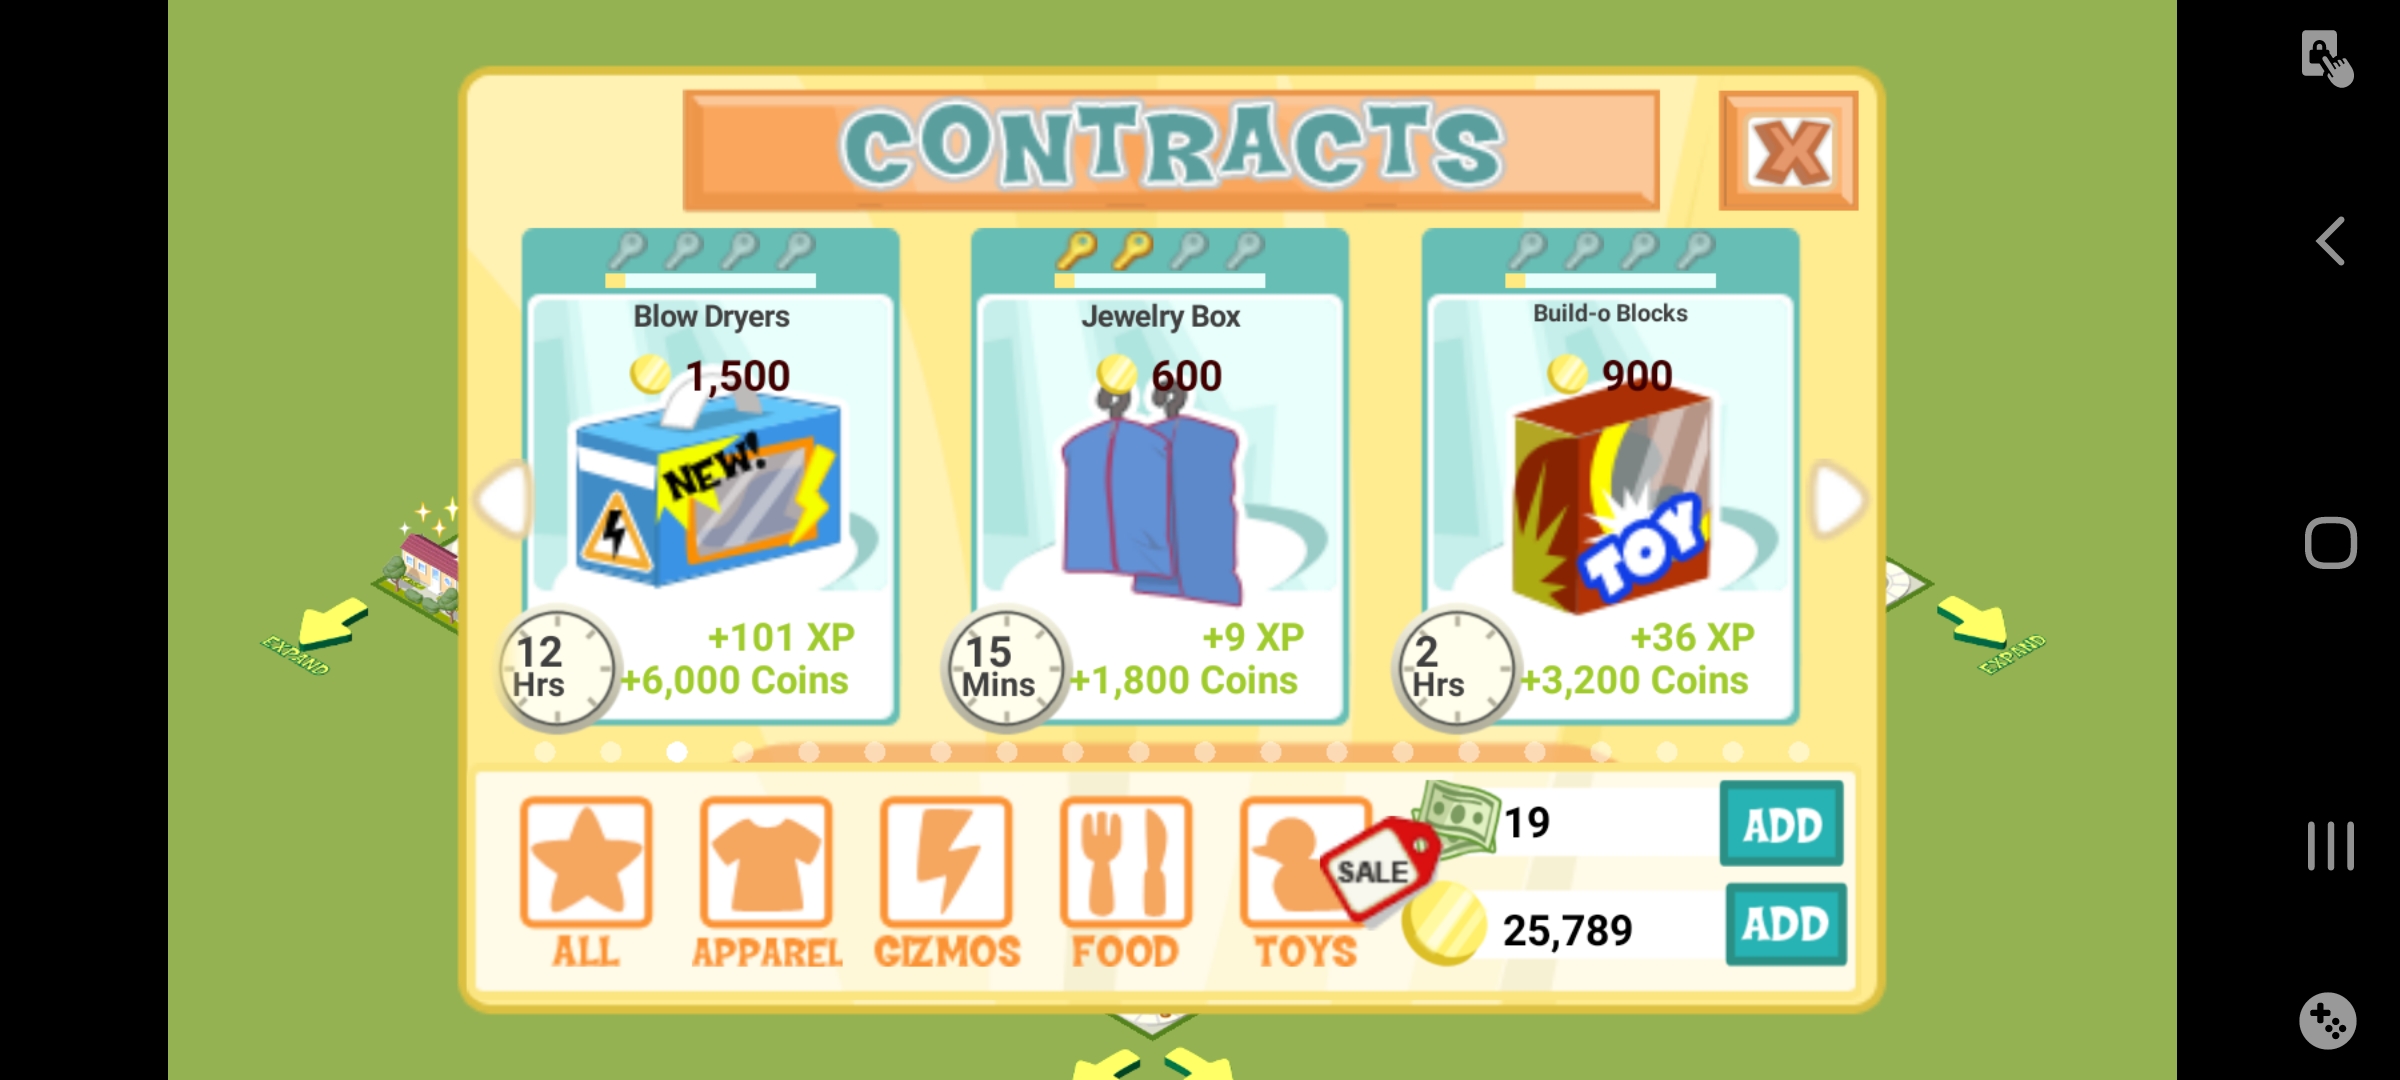 CONTRACTS
X
Blow Dryers
1,500
NEW!
12
Hrs
+101 XP
+6,000 Coins
Jewelry Box
600
15
Mins
+9 XP
+1,800 Coins
Build-o Blocks
900
TOY
2
Hrs
+36 XP
+3,200 Coins
EXPAND
EXPAND
ALL
APPAREL
GIZMOS
FOOD
TOYS
SALE
19
ADD
25,789
ADD